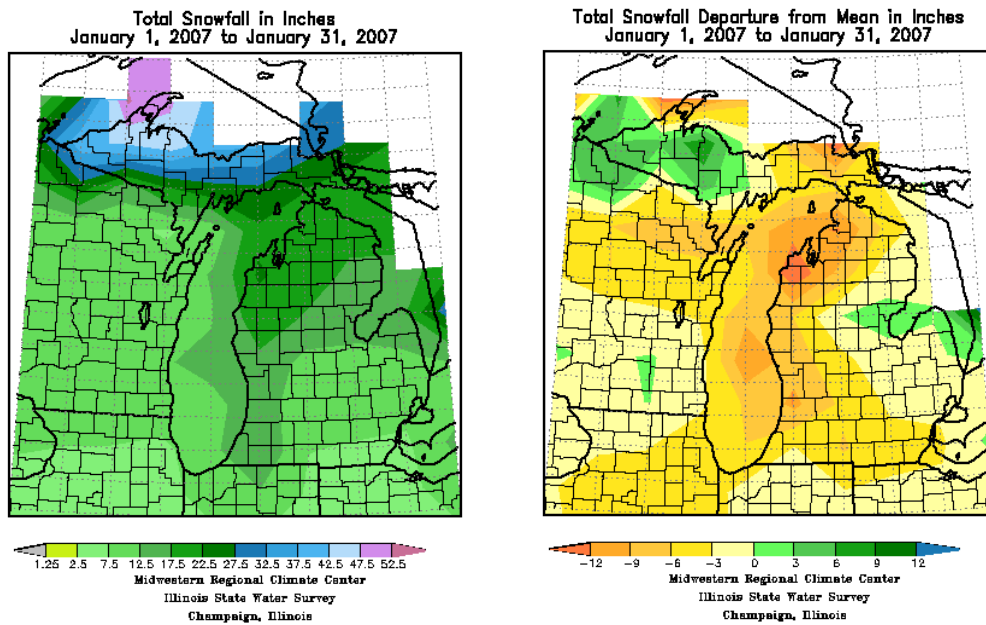 Total Snowfall in Inches
January 1, 2007 to January 31, 2007
1.25 2.5 7.5 12.5 17.5 22.5 27.5 32.5 37.5 42.5 47.5 52.5
Midwestern Regional Climate Center
Illinois State Water Survey
Champaign, Illinois
Total Snowfall Departure from Mean in Inches
January 1, 2007 to January 31, 2007
-12 -9 -6 -3 0 3 6 9 12
Midwestern Regional Climate Center
Illinois State Water Survey
Champaign, Illinois